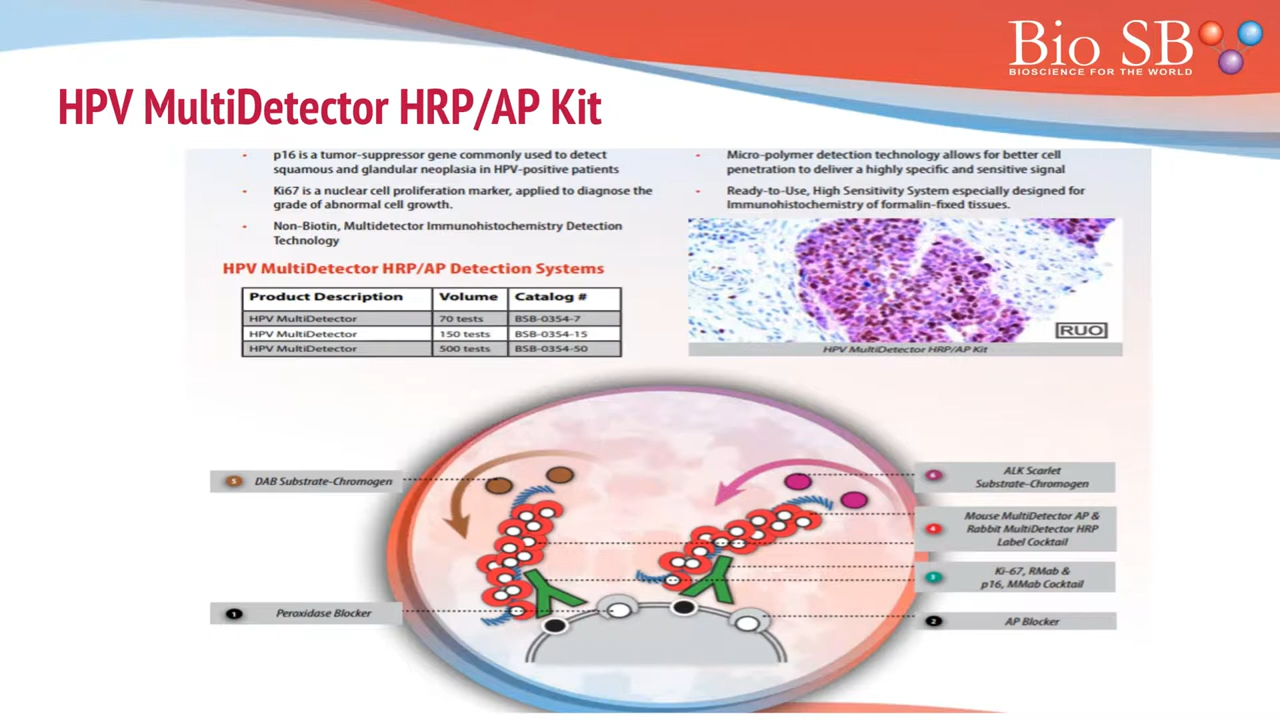 Bio SB
BIOSCIENCE FOR THE WORLD
HPV MultiDetector HRP/AP Kit
• p16 is a tumor-suppressor gene commonly used to detect
squamous and glandular neoplasia in HPV-positive patients
• Ki67 is a nuclear cell proliferation marker, applied to diagnose the
grade of abnormal cell growth.
• Non-Biotin, Multidetector Immunohistochemistry Detection
Technology
• Micro-polymer detection technology allows for better cell
penetration to deliver a highly specific and sensitive signal
• Ready-to-Use, High Sensitivity System especially designed for
Immunohistochemistry of formalin-fixed tissues.
HPV MultiDetector HRP/AP Detection Systems
Product Description Volume Catalog #
HPV MultiDetector 70 tests BSB-0354-7
HPV MultiDetector 150 tests BSB-0354-15
HPV MultiDetector 500 tests BSB-0354-50
RUO
HPV MultiDetector HRP/AP Kit
5 DAB Substrate-Chromogen
1 Peroxidase Blocker
6 ALK Scarlet
Substrate-Chromogen
4 Mouse MultiDetector AP &
Rabbit MultiDetector HRP
Label Cocktail
3 Ki-67, RMab &
p16, MMab Cocktail
2 AP Blocker